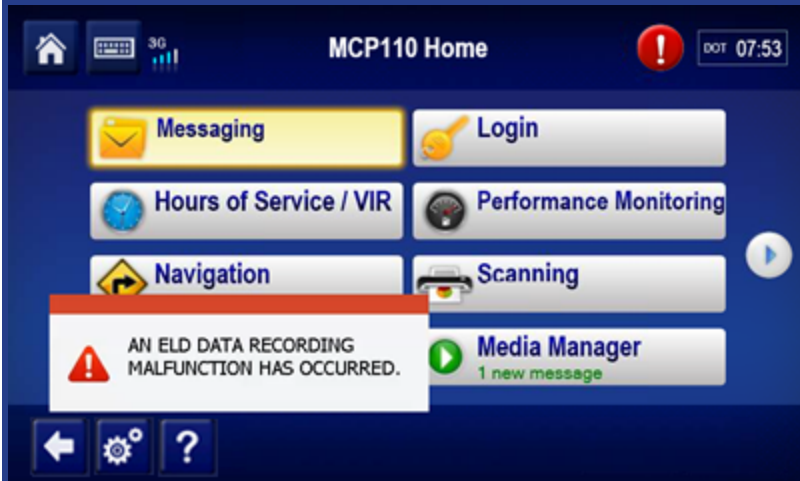 3G
MCP110 Home
!
DOT 07:53
Messaging
Login
Hours of Service / VIR
Performance Monitoring
Navigation
Scanning
AN ELD DATA RECORDING
MALFUNCTION HAS OCCURRED.
Media Manager
1 new message
?